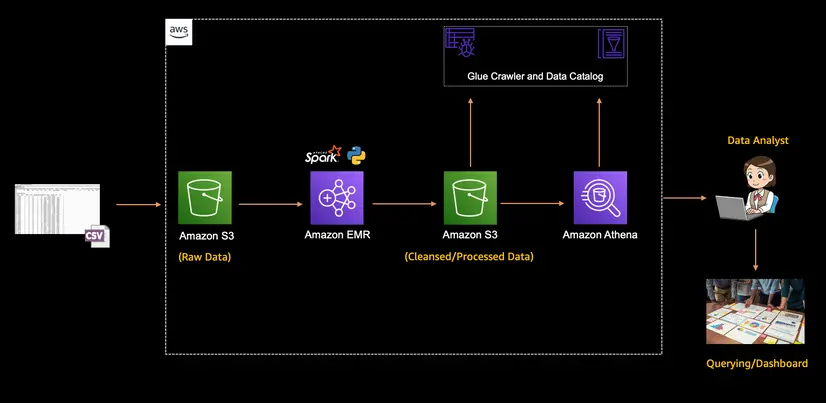 aws
Glue Crawler and Data Catalog
Data Analyst
APACHE
Spark
CSV
Amazon S3
(Raw Data)
Amazon EMR
Amazon S3
(Cleansed/Processed Data)
Amazon Athena
Querying/Dashboard